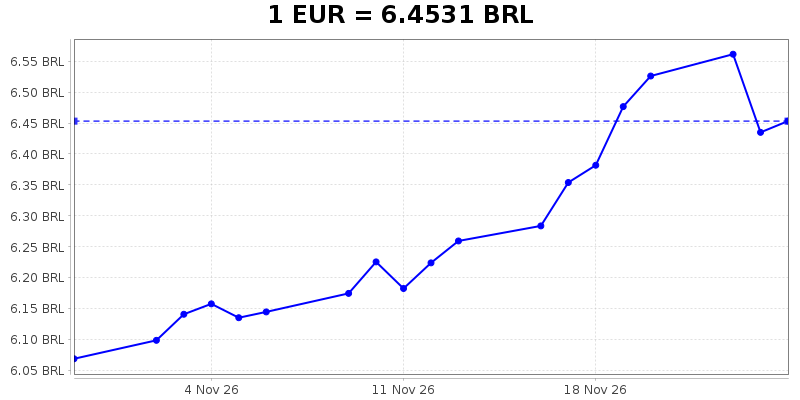 1 EUR = 6.4531 BRL
6.55 BRL
6.50 BRL
6.45 BRL
6.40 BRL
6.35 BRL
6.30 BRL
6.25 BRL
6.20 BRL
6.15 BRL
6.10 BRL
6.05 BRL
4 Nov 26 11 Nov 26 18 Nov 26